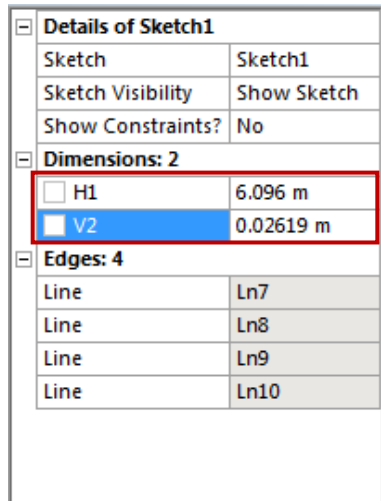 Details of Sketch1
Sketch Sketch1
Sketch Visibility Show Sketch
Show Constraints? No
Dimensions: 2
H1 6.096 m
V2 0.02619 m
Edges: 4
Line Ln7
Line Ln8
Line Ln9
Line Ln10